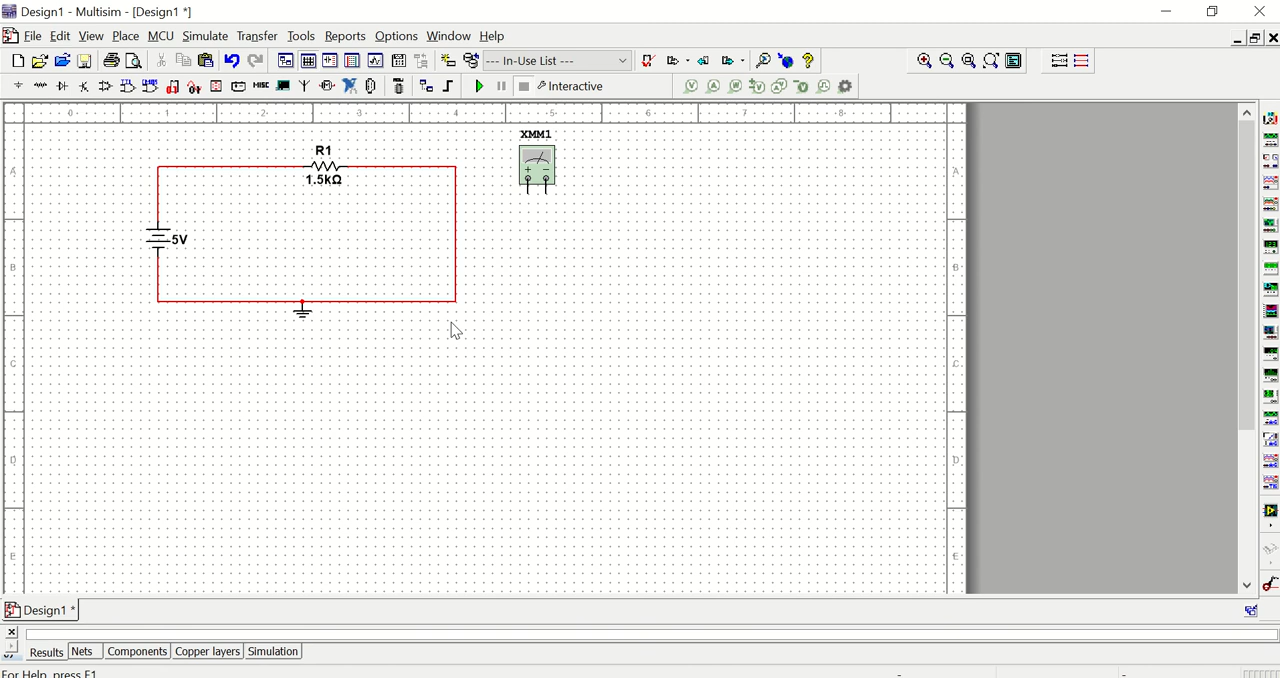 Design1 - Multisim - [Design1 *]
File Edit View Place MCU Simulate Transfer Tools Reports Options Window Help
--- In-Use List ---
MISC
Interactive
0 2 3 4 5 6 7 8
XMM1
R1
A A
1.5kΩ
5V
B B
C C
D D
E E
Design1 *
Results Nets Components Copper layers Simulation
For Help, press F1 - -